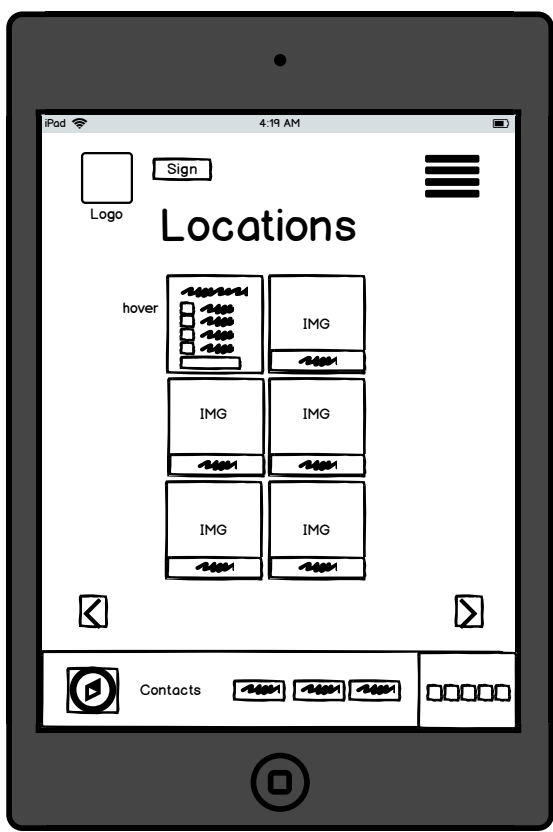 iPad 4:19 AM
Sign
Logo
Locations
hover
IMG
IMG
IMG
IMG
IMG
Contacts